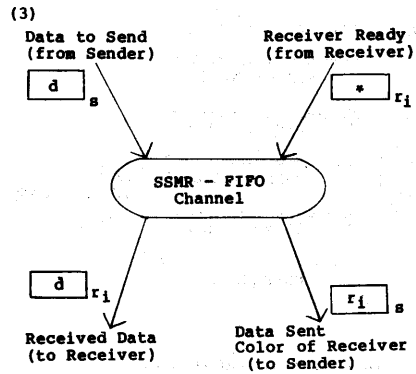 (3)
Data to Send
(from Sender)
Receiver Ready
(from Receiver)
d s
* ri
SSMR - FIFO
Channel
d ri
ri s
Received Data
(to Receiver)
Data Sent
Color of Receiver
(to Sender)